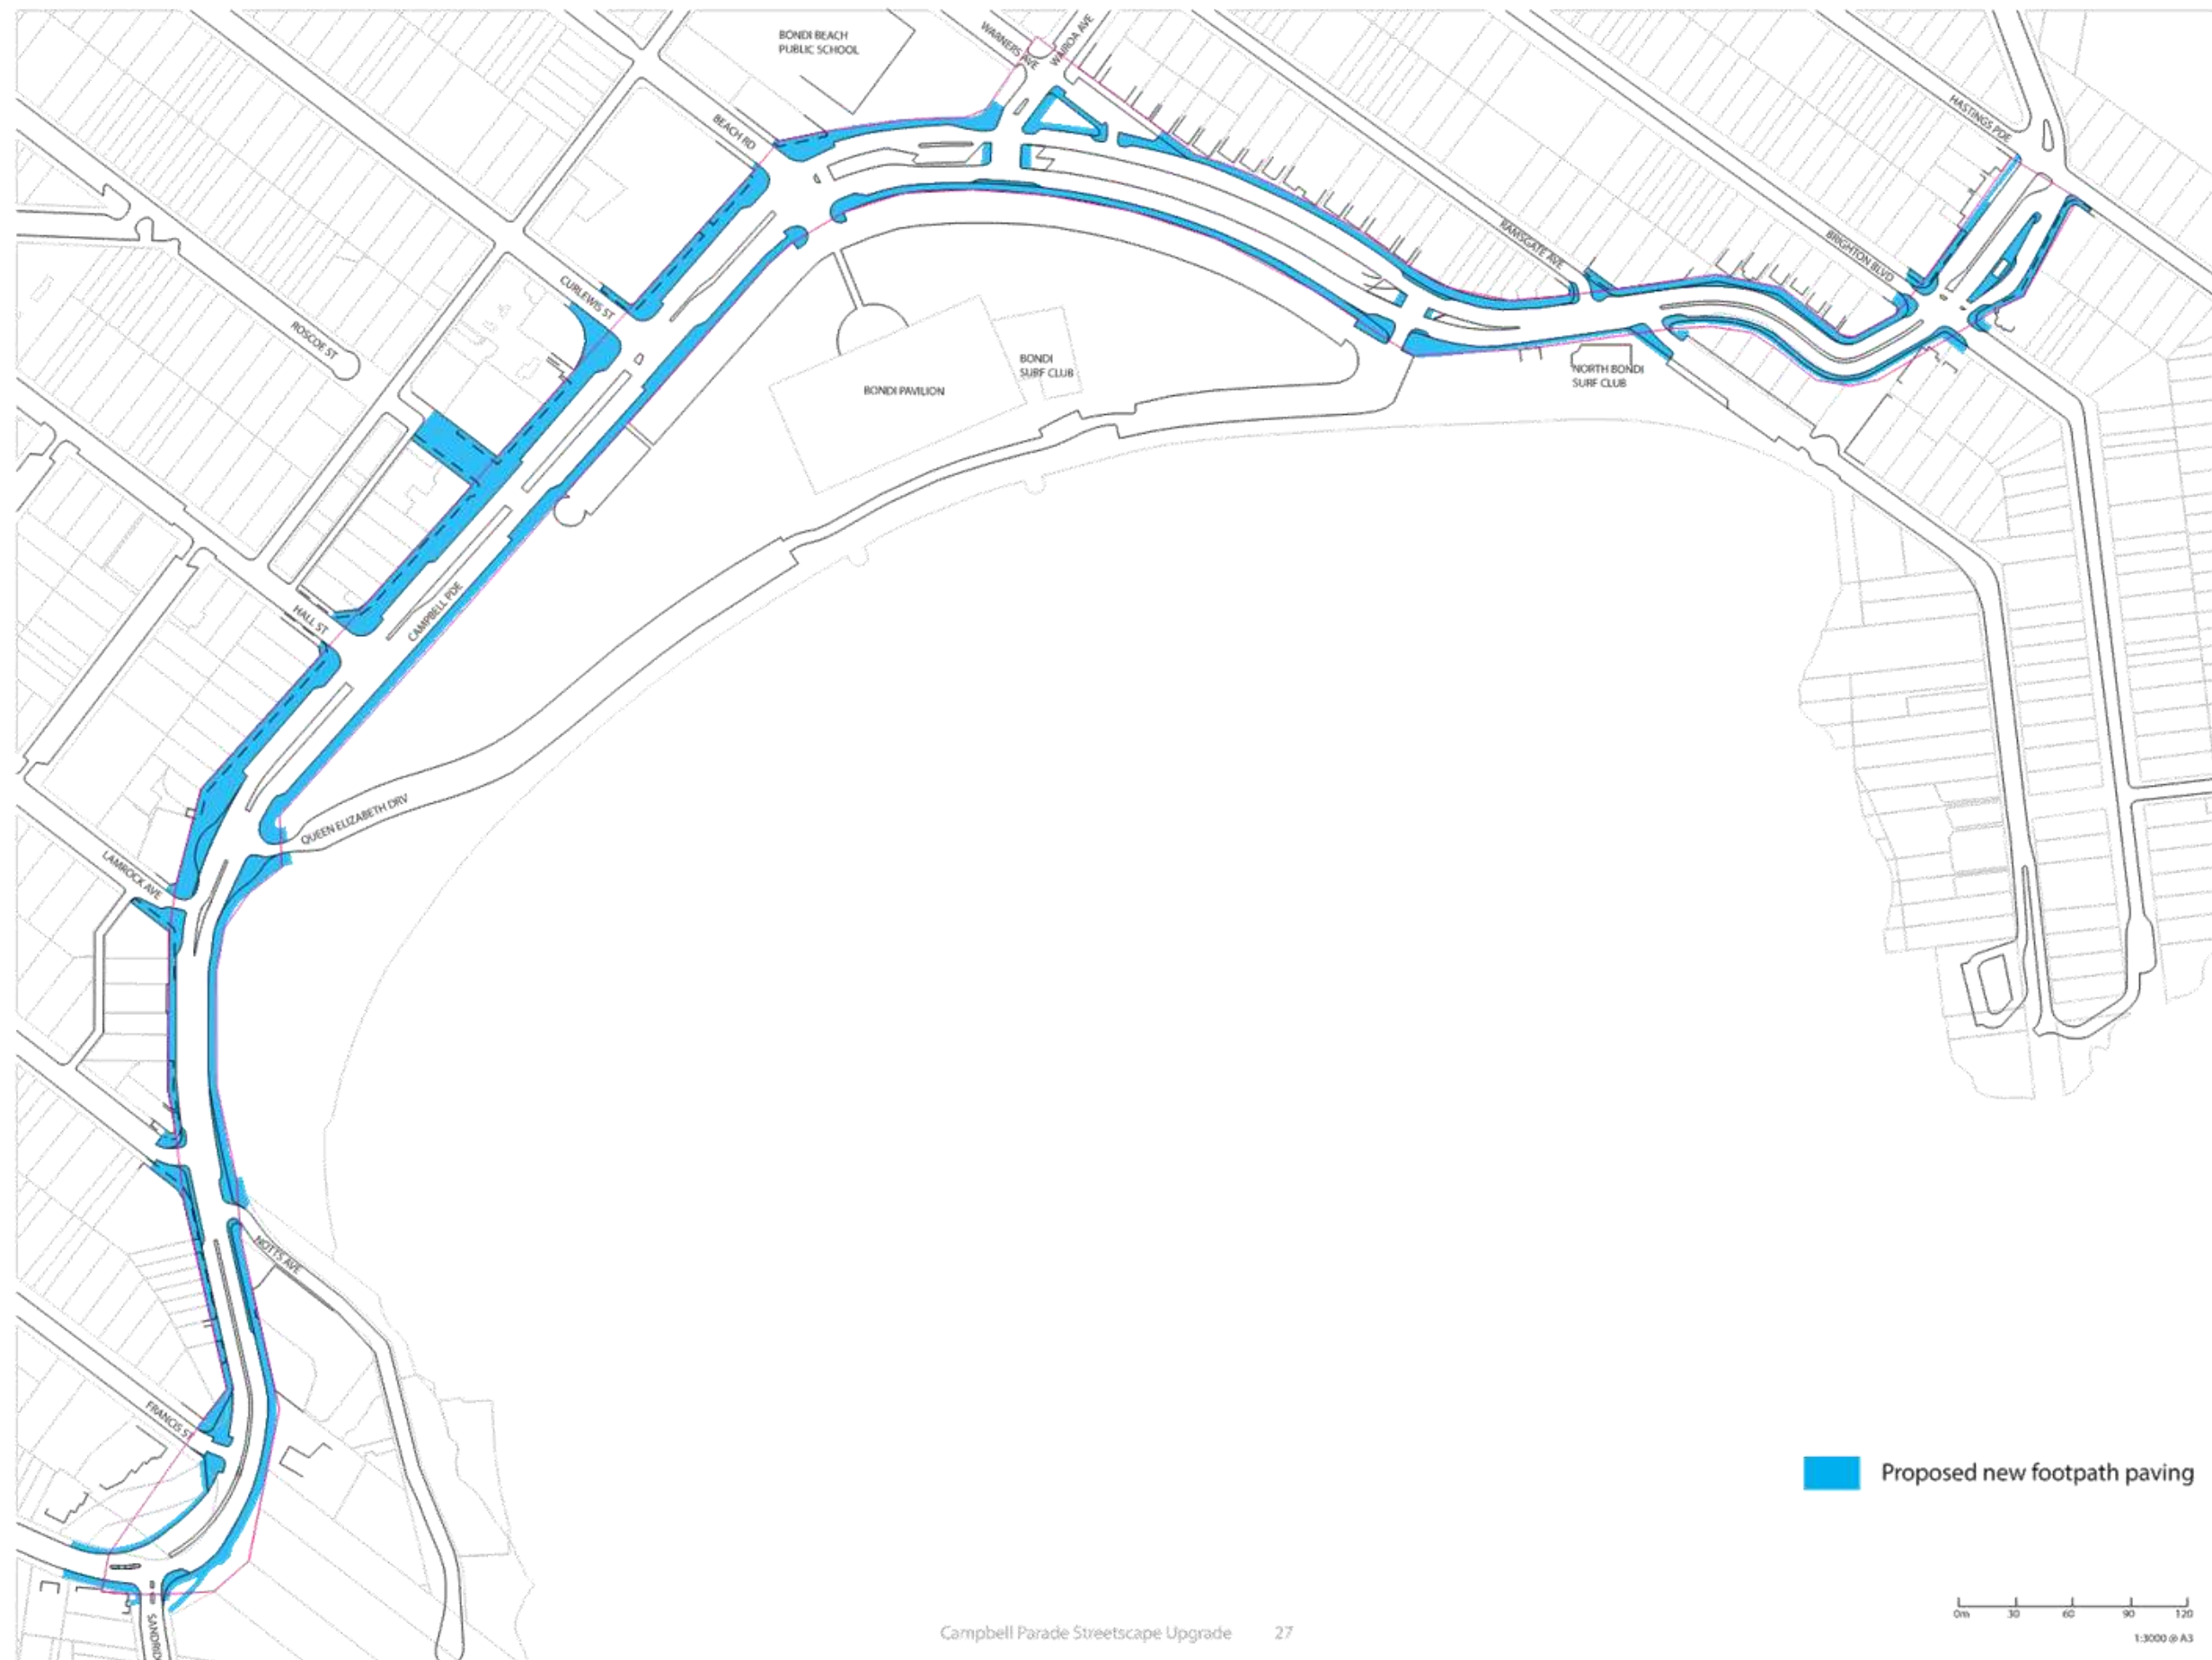 BONDI BEACH
PUBLIC SCHOOL
WARNERS AVE
WAIROA AVE
HASTINGS PDE
BEACH RD
RAMSGATE AVE
BRIGHTON BLVD
CURLEWIS ST
ROSCOE ST
BONDI
SURF CLUB
BONDI PAVILION
NORTH BONDI
SURF CLUB
HALL ST
CAMPBELL PDE
QUEEN ELIZABETH DRV
LAMROCK AVE
NOTTS AVE
FRANCIS ST
Proposed new footpath paving
0m 30 60 90 120
1:3000 @ A3
Campbell Parade Streetscape Upgrade 27